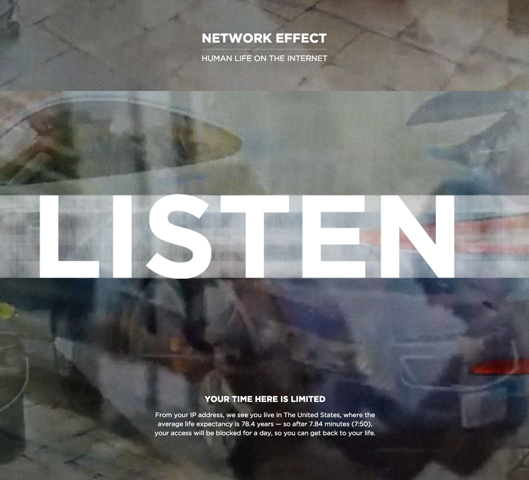 NETWORK EFFECT
HUMAN LIFE ON THE INTERNET
LISTEN
YOUR TIME HERE IS LIMITED
From your IP address, we see you live in The United States, where the
average life expectancy is 78.4 years — so after 7.84 minutes (7:50),
your access will be blocked for a day, so you can get back to your life.